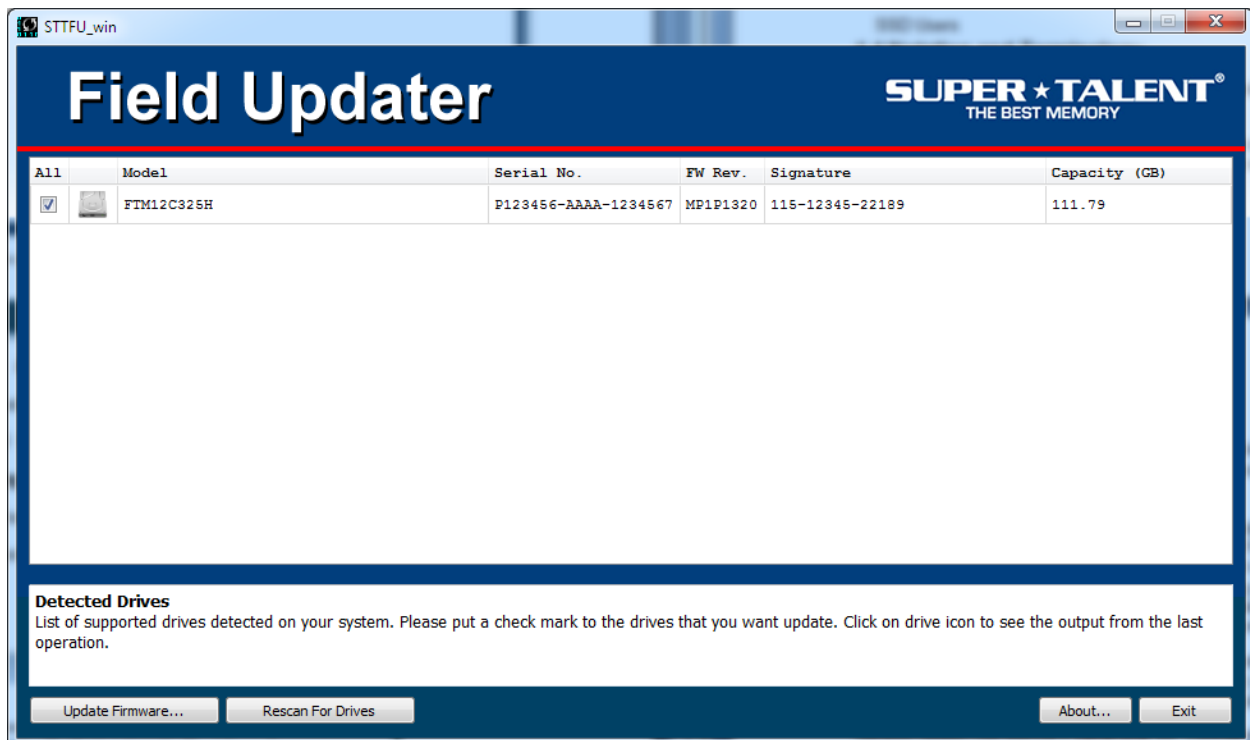 STTFU_win
Field Updater
SUPER★TALENT®
THE BEST MEMORY
All Model Serial No. FW Rev. Signature Capacity (GB)
FTM12C325H P123456-AAAA-1234567 MP1P1320 115-12345-22189 111.79
Detected Drives
List of supported drives detected on your system. Please put a check mark to the drives that you want update. Click on drive icon to see the output from the last
operation.
Update Firmware... Rescan For Drives About... Exit